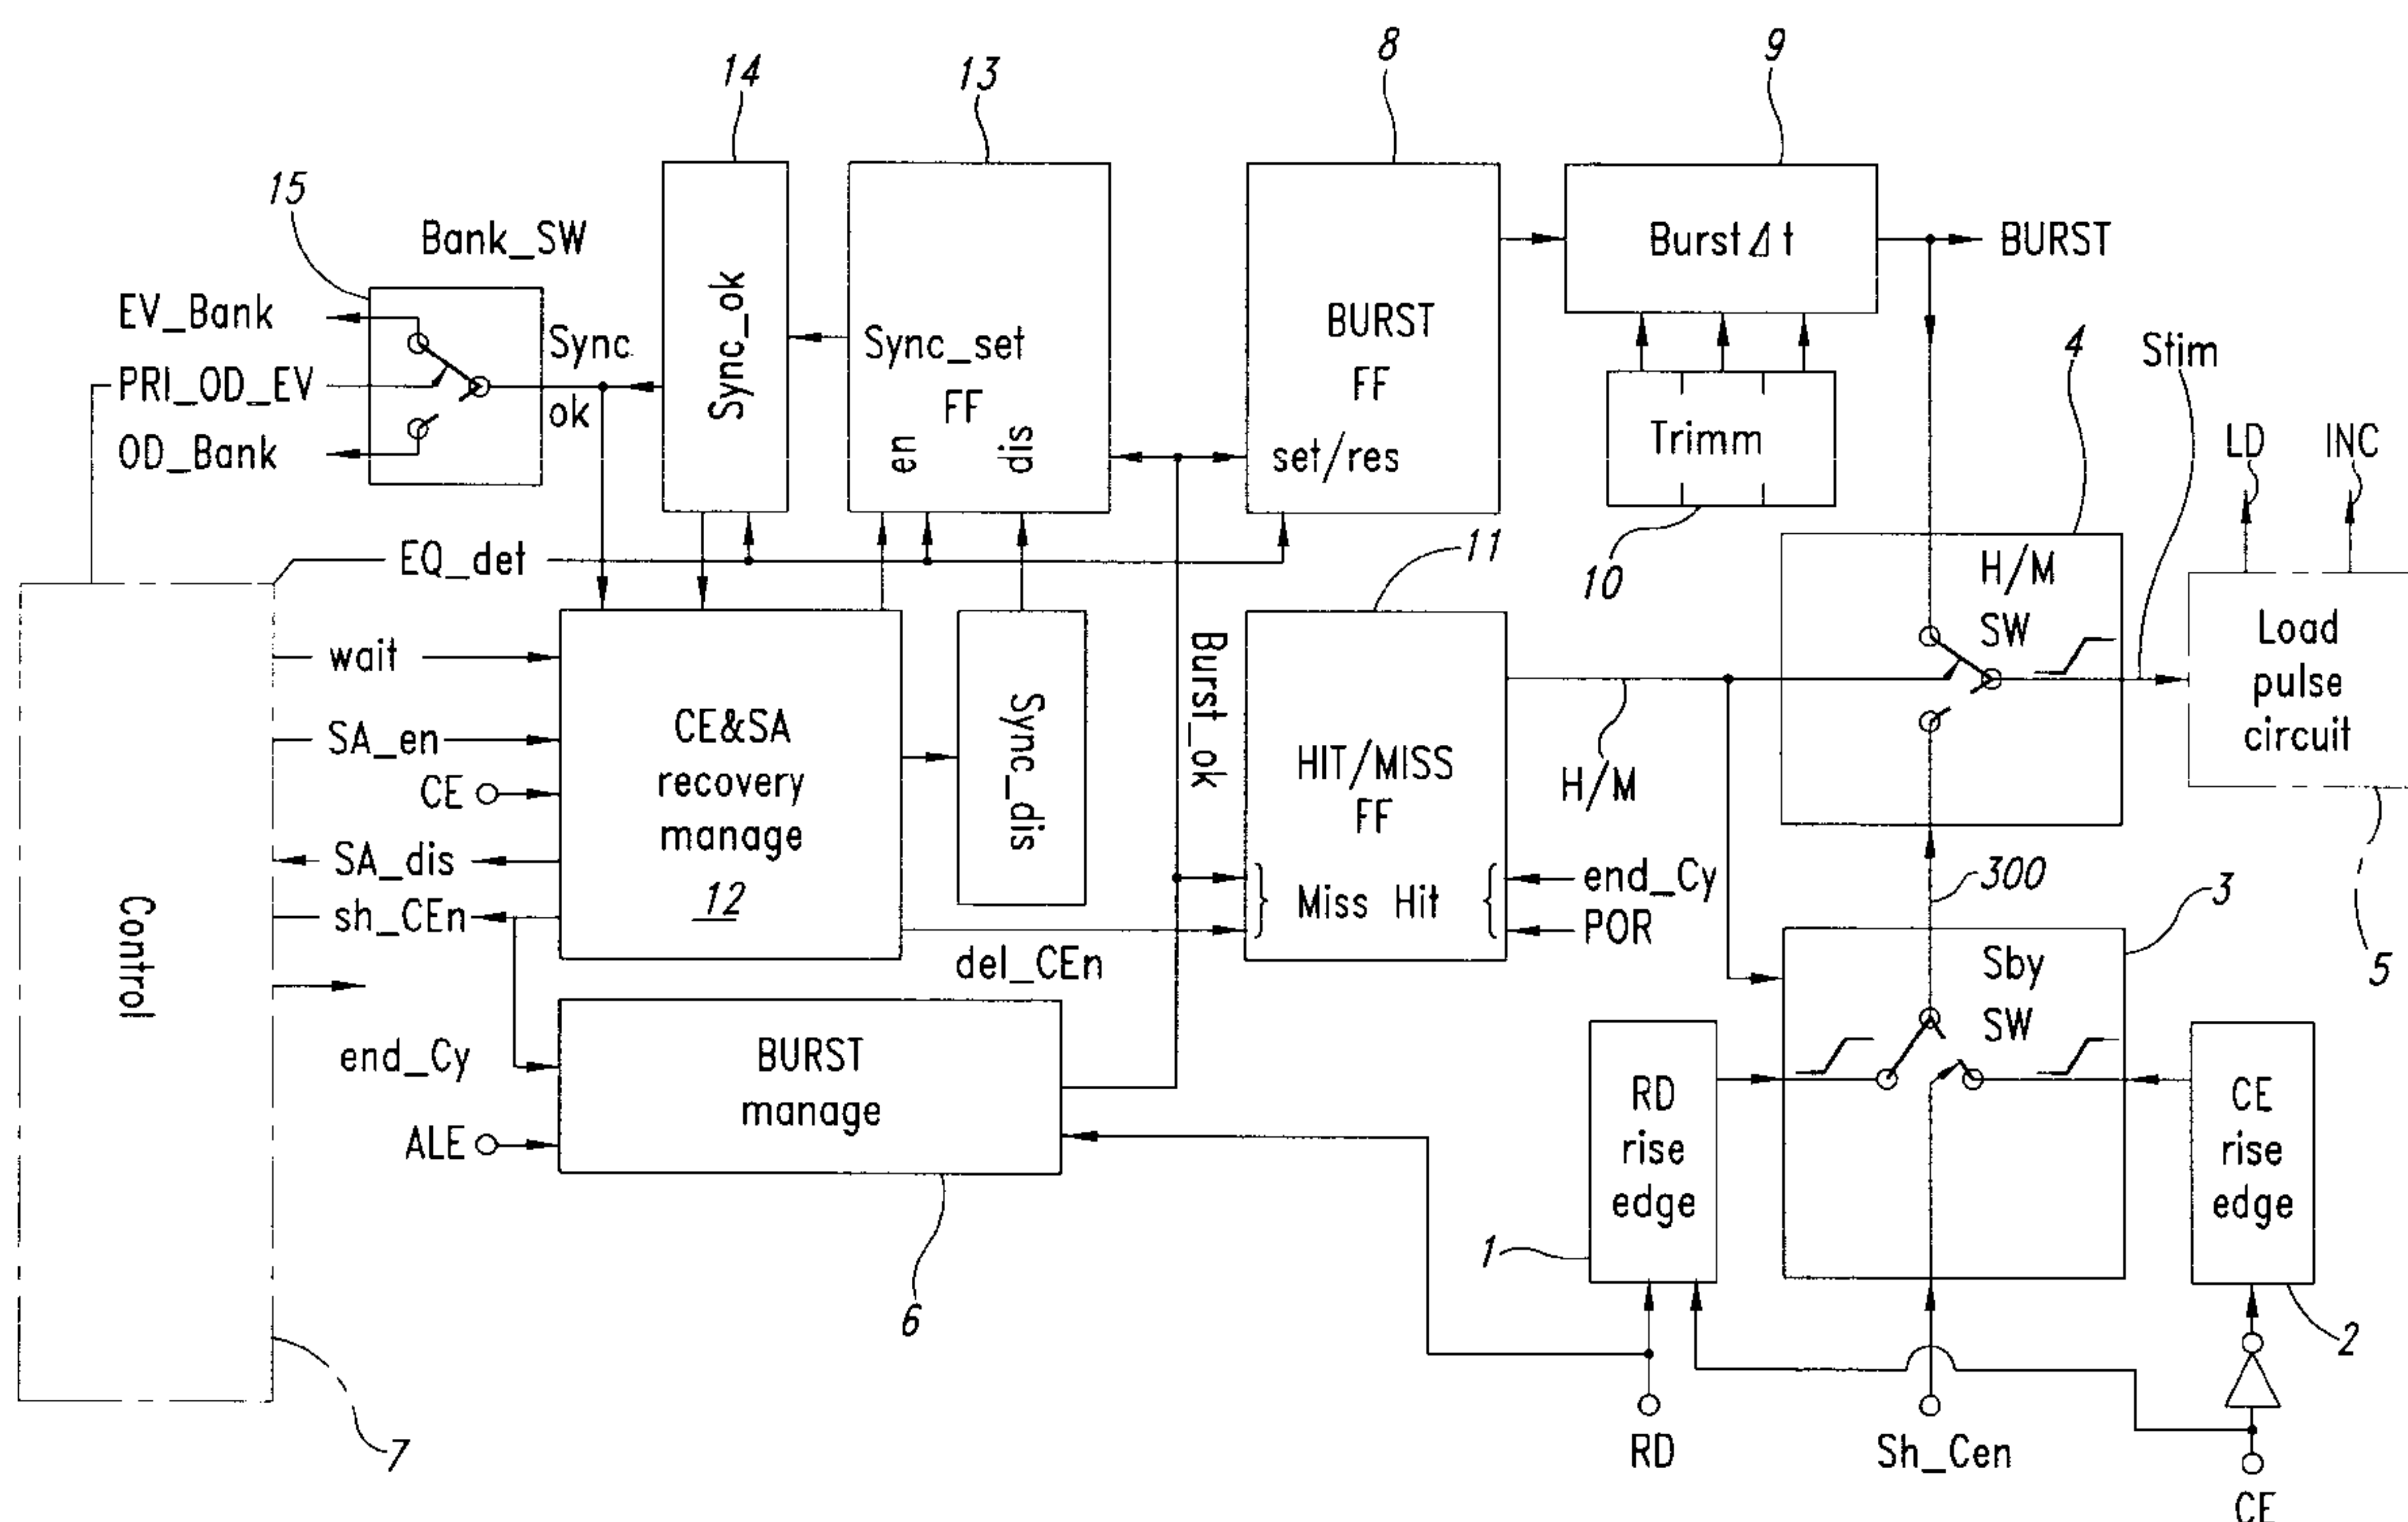 8
9
14
13
15
Bank_SW
EV_Bank
PRI_OD_EV
OD_Bank
Sync
ok
Sync_ok
Sync_set
FF
en
dis
BURST
FF
set/res
Burst⊿t
BURST
Trimm
10
4
Stim
LD
INC
H/M
SW
Load
pulse
circuit
5
EQ_det
11
wait
SA_en
CE
SA_dis
sh_CEn
Control
end_Cy
ALE
7
CE&SA
recovery
manage
12
Sync_dis
Burst_ok
HIT/MISS
FF
Miss Hit
H/M
end_Cy
POR
del_CEn
300
3
BURST
manage
6
RD
rise
edge
1
Sby
SW
CE
rise
edge
2
RD
Sh_Cen
CE